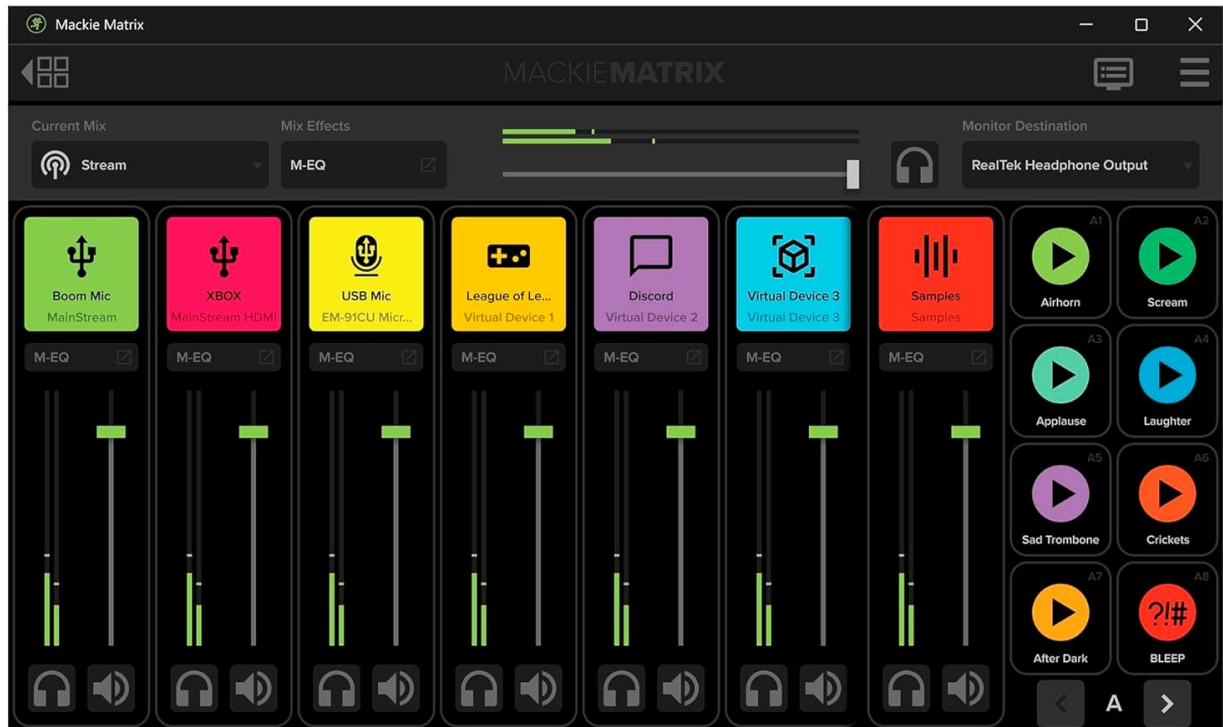 Mackie Matrix
MACKIEMATRIX
Current Mix
Mix Effects
Monitor Destination
Stream
M-EQ
RealTek Headphone Output
Boom Mic
MainStream
M-EQ
XBOX
MainStream HDMI
M-EQ
USB Mic
EM-91CU Micr...
M-EQ
League of Le...
Virtual Device 1
M-EQ
Discord
Virtual Device 2
M-EQ
Virtual Device 3
Virtual Device 3
M-EQ
Samples
Samples
M-EQ
A1
Airhorn
A2
Scream
A3
Applause
A4
Laughter
A5
Sad Trombone
A6
Crickets
A7
After Dark
A8
?!#
BLEEP
< A >